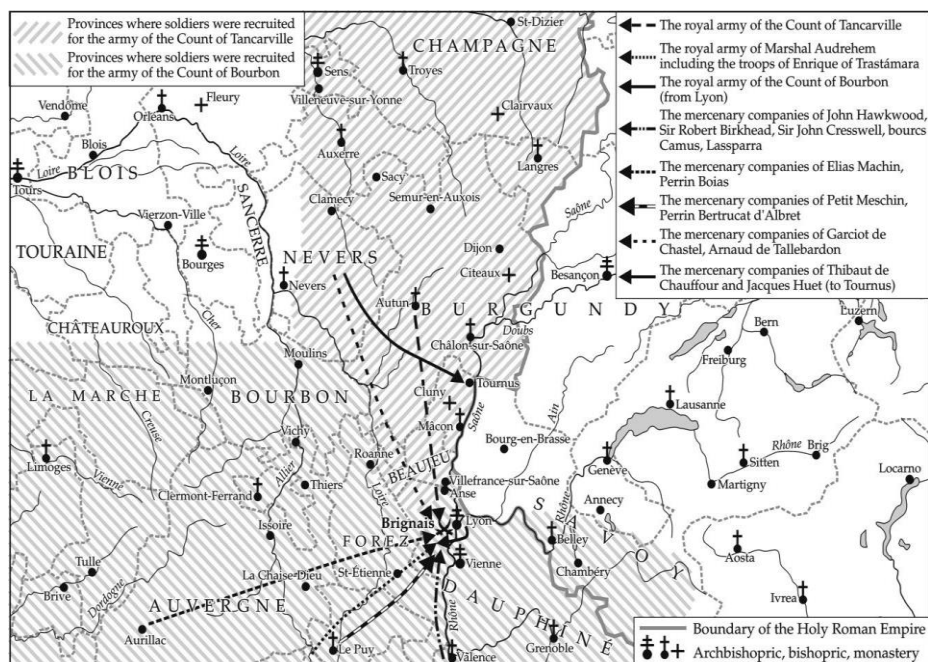 Provinces where soldiers were recruited
for the army of the Count of Tancarville
Provinces where soldiers were recruited
for the army of the Count of Bourbon
The royal army of the Count of Tancarville
The royal army of Marshal Audrehem
including the troops of Enrique of Trastámara
The royal army of the Count of Bourbon
(from Lyon)
The mercenary companies of John Hawkwood,
Sir Robert Birkhead, Sir John Cresswell, bourcs
Camus, Lassparra
The mercenary companies of Elias Machin,
Perrin Boias
The mercenary companies of Petit Meschin,
Perrin Bertrucat d'Albret
The mercenary companies of Garciot de
Chastel, Arnaud de Tallebardon
The mercenary companies of Thibaut de
Chauffour and Jacques Huet (to Tournus)
St-Dizier
CHAMPAGNE
Sens
Troyes
Villeneuve-sur-Yonne
Fleury
Vendôme
Orléans
Clairvaux
Blois
Loire
Auxerre
Langres
Loire
BLOIS
Tours
Sacy
Saône
SANCERRE
Clamecy
Semur-en-Auxois
Vierzon-Ville
TOURAINE
Bourges
Dijon
NEVERS
Citeaux
Besançon
Nevers
Autun
BURGUNDY
Luzern
Cher
Doubs
Bern
CHÂTEAUROUX
Châlon-sur-Saône
Freiburg
Moulins
Tournus
LA MARCHE
Montluçon
BOURBON
Cluny
Saône
Ain
Lausanne
Creuse
Mâcon
Vichy
Bourg-en-Brasse
Rhône
Brig
Limoges
Roanne
BEAUJEU
Genève
Sitten
Vienne
Allier
Locarno
Clermont-Ferrand
Thiers
Loire
Villefrance-sur-Saône
Anse
Martigny
SAVOY
Rhône
Annecy
Issoire
Brignais
Lyon
Belley
FOREZ
Aosta
Tulle
La Chaise-Dieu
St-Étienne
Vienne
Chambéry
Brive
Dordogne
AUVERGNE
DAUPHINÉ
Ivrea
Aurillac
Rhône
Le Puy
Valence
Grenoble
Boundary of the Holy Roman Empire
Archbishopric, bishopric, monastery